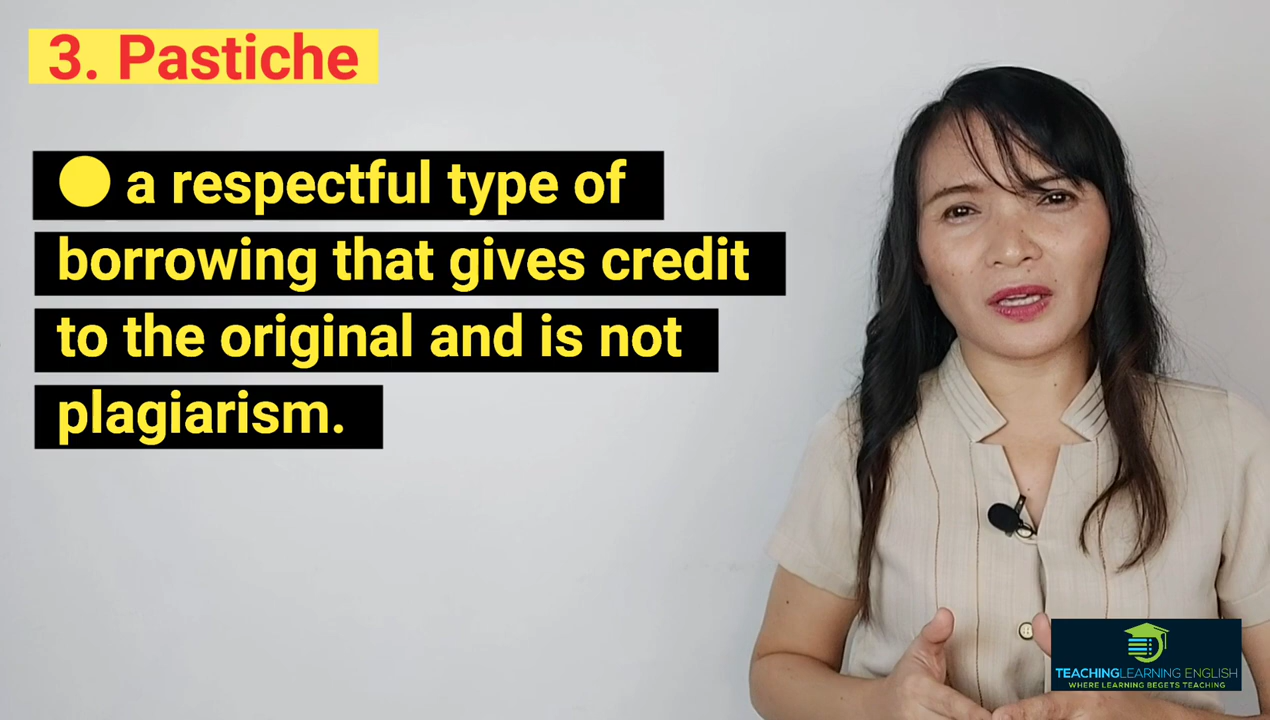 3. Pastiche
● a respectful type of
borrowing that gives credit
to the original and is not
plagiarism.
TEACHINGLEARNING ENGLISH
WHERE LEARNING BEGETS TEACHING